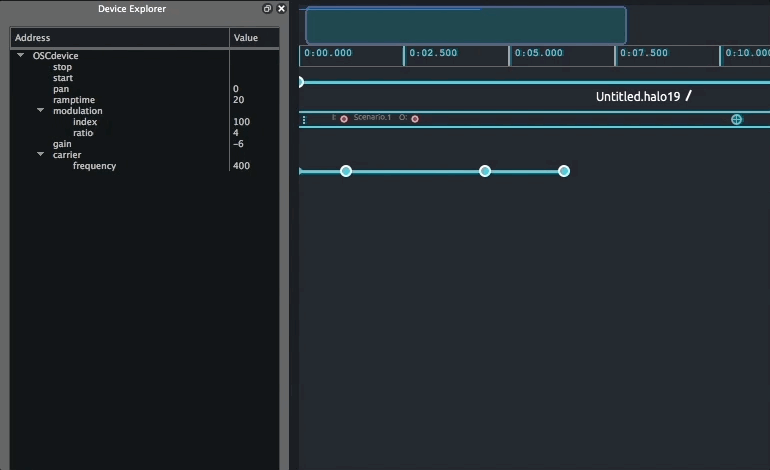 Device Explorer
Address Value
OSCdevice
stop
start
pan 0
ramptime 20
modulation
index 100
ratio 4
gain -6
carrier
frequency 400
0:00.000 0:02.500 0:05.000 0:07.500 0:10.000
Untitled.halo19 /
I: Scenario.1 O: